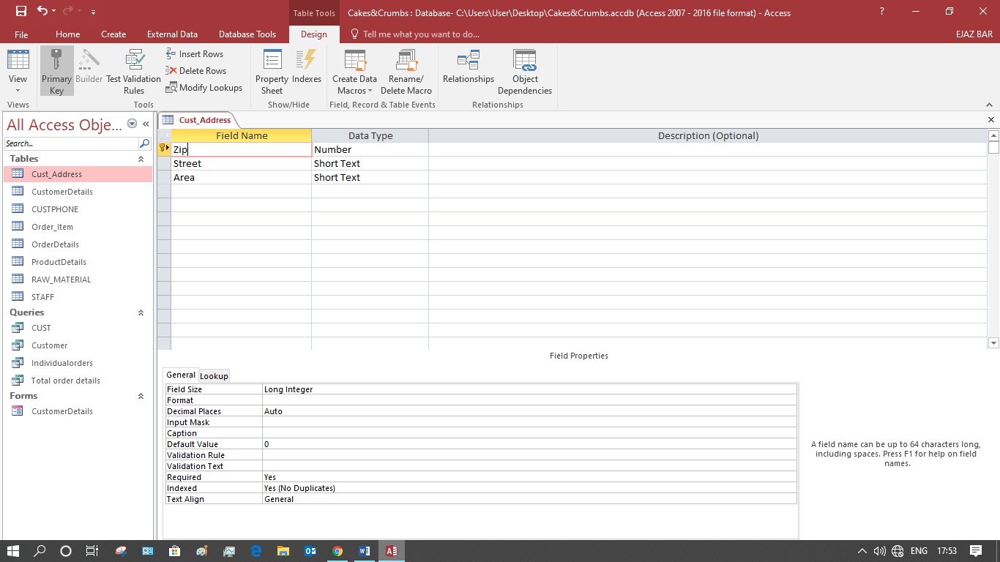 Table Tools
Cakes&Crumbs : Database- C:\Users\User\Desktop\Cakes&Crumbs.accdb (Access 2007 - 2016 file format) - Access
?
File Home Create External Data Database Tools Design Tell me what you want to do... EJAZ BAR
View
Primary Key
Builder
Test Validation Rules
Insert Rows
Delete Rows
Modify Lookups
Property Sheet
Indexes
Create Data Macros
Rename/ Delete Macro
Relationships
Object Dependencies
Views Tools Show/Hide Field, Record & Table Events Relationships
All Access Obje... «
Search...
Tables
Cust_Address
CustomerDetails
CUSTPHONE
Order_Item
OrderDetails
ProductDetails
RAW_MATERIAL
STAFF
Queries
CUST
Customer
Individualorders
Total order details
Forms
CustomerDetails
Cust_Address
Field Name Data Type Description (Optional)
Zip Number
Street Short Text
Area Short Text
Field Properties
General Lookup
Field Size Long Integer
Format
Decimal Places Auto
Input Mask
Caption
Default Value 0
Validation Rule
Validation Text
Required Yes
Indexed Yes (No Duplicates)
Text Align General
A field name can be up to 64 characters long,
including spaces. Press F1 for help on field
names.
ENG 17:53